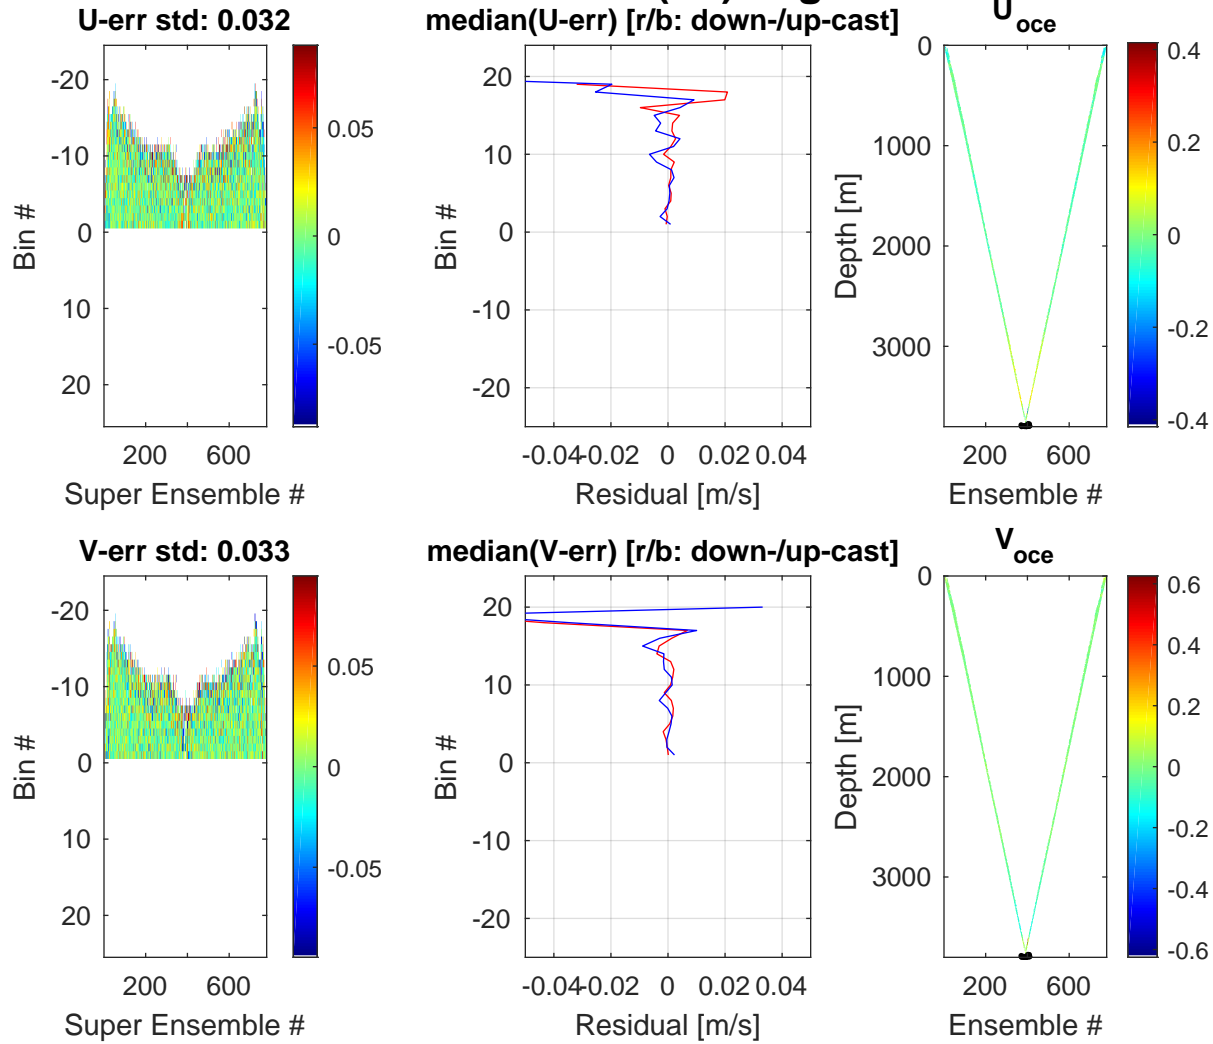 U-err std: 0.032
median(U-err) [r/b: down-/up-cast]
U oce
-20
-10
0
10
20
Bin #
200 600
Super Ensemble #
0.05
0
-0.05
20
10
0
-10
-20
Bin #
-0.04 -0.02 0 0.02 0.04
Residual [m/s]
0
1000
2000
3000
Depth [m]
200 600
Ensemble #
0.4
0.2
0
-0.2
-0.4
V-err std: 0.033
median(V-err) [r/b: down-/up-cast]
V oce
-20
-10
0
10
20
Bin #
200 600
Super Ensemble #
0.05
0
-0.05
20
10
0
-10
-20
Bin #
-0.04 -0.02 0 0.02 0.04
Residual [m/s]
0
1000
2000
3000
Depth [m]
200 600
Ensemble #
0.6
0.4
0.2
0
-0.2
-0.4
-0.6